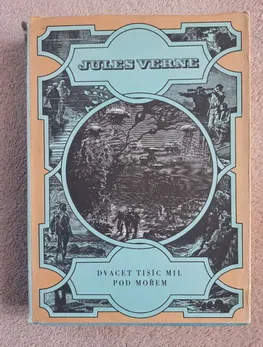 JULES VERNE
DVACET TISÍC MIL
POD MOŘEM